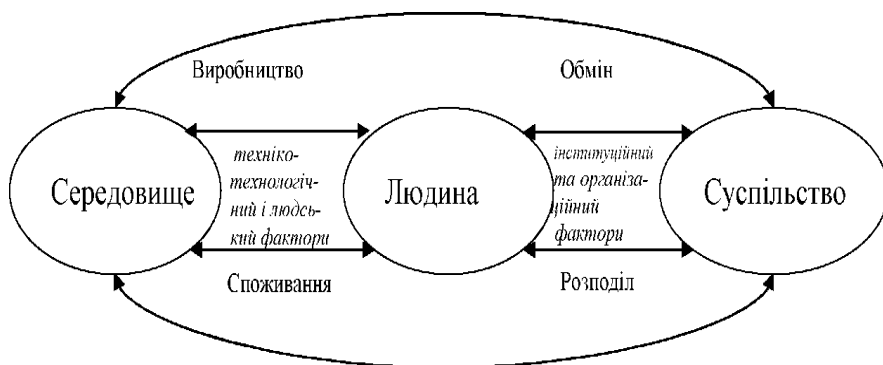 Виробництво
Обмін
Середовище
техніко-
технологіч-
ний і людсь-
кий фактори
Людина
інституційний
та організа-
ційний
фактори
Суспільство
Споживання
Розподіл